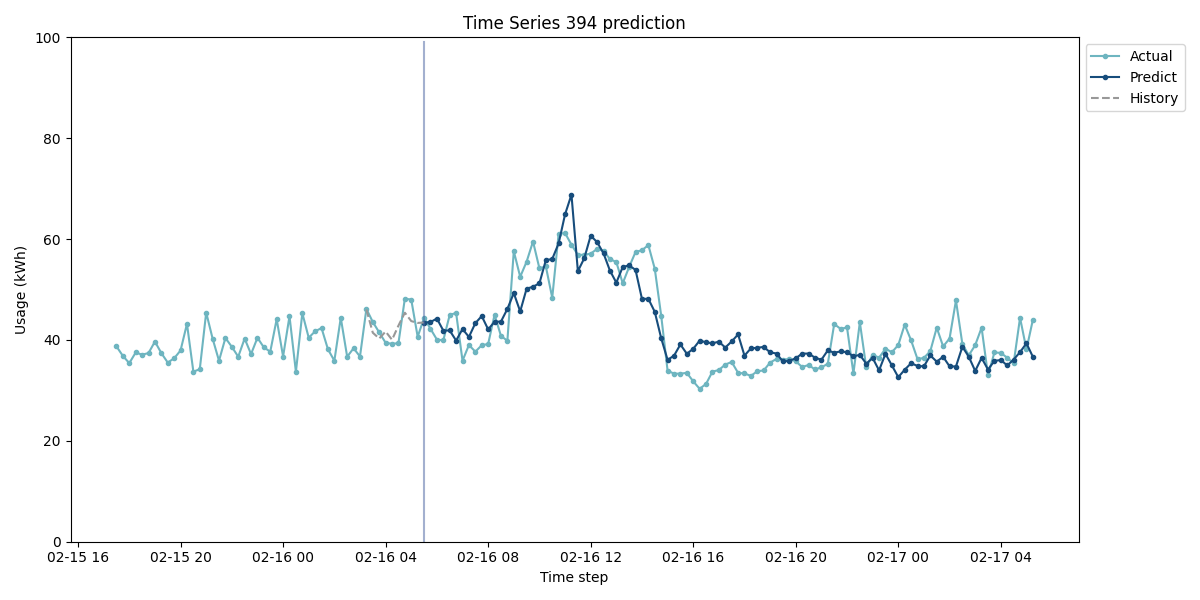 Time Series 394 prediction
100
80
60
40
20
0
Usage (kWh)
02-15 16
02-15 20
02-16 00
02-16 04
02-16 08
02-16 12
02-16 16
02-16 20
02-17 00
02-17 04
Time step
Actual
Predict
History